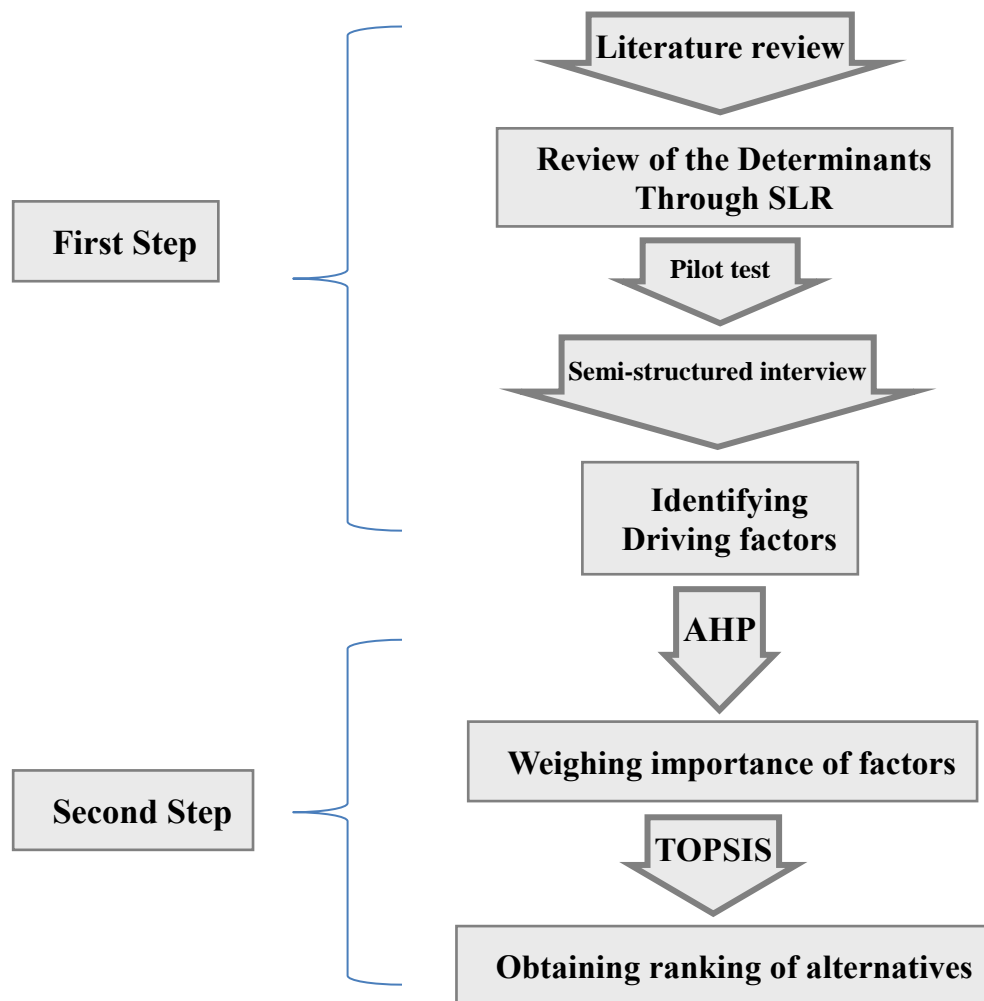 Literature review
Review of the Determinants
Through SLR
First Step
Pilot test
Semi-structured interview
Identifying
Driving factors
AHP
Weighing importance of factors
Second Step
TOPSIS
Obtaining ranking of alternatives